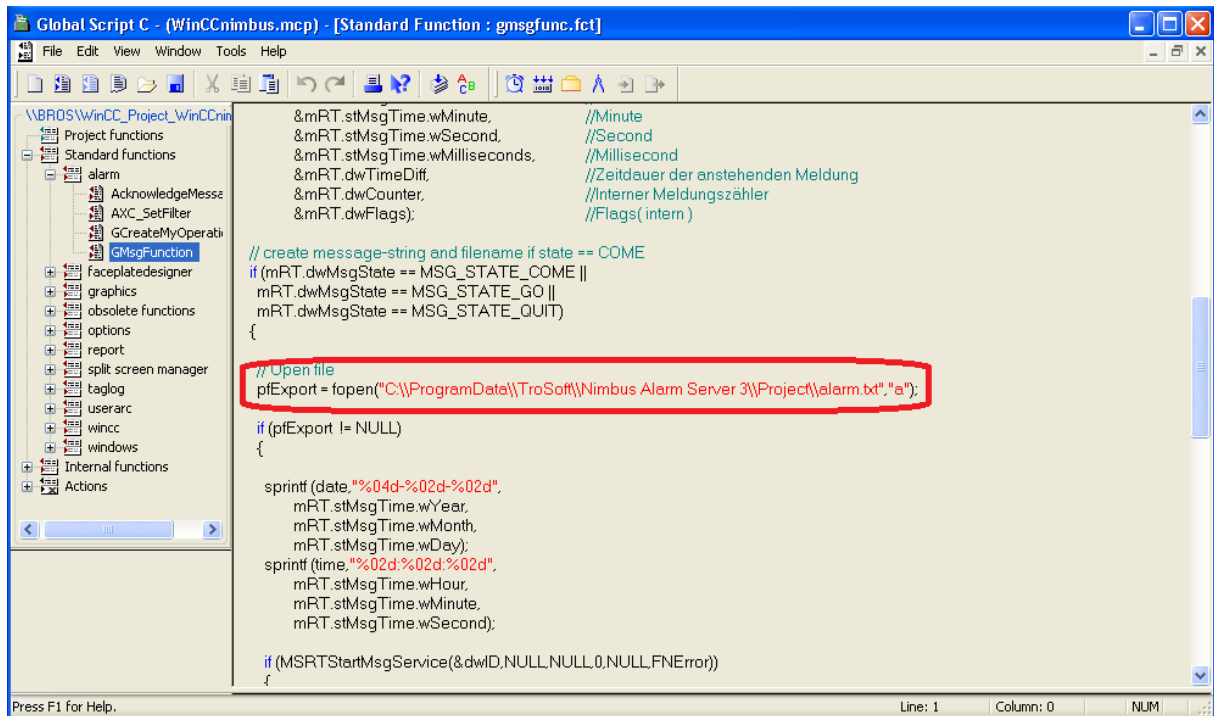 Global Script C - (WinCCnimbus.mcp) - [Standard Function : gmsgfunc.fct]
File Edit View Window Tools Help
\\BROS\WinCC_Project_WinCCnim
Project functions
Standard functions
alarm
AcknowledgeMessa
AXC_SetFilter
GCreateMyOperati
GMsgFunction
faceplatedesigner
graphics
obsolete functions
options
report
split screen manager
taglog
userarc
wincc
windows
Internal functions
Actions
&mRT.stMsgTime.wMinute, //Minute
&mRT.stMsgTime.wSecond, //Second
&mRT.stMsgTime.wMilliseconds, //Millisecond
&mRT.dwTimeDiff, //Zeitdauer der anstehenden Meldung
&mRT.dwCounter, //Interner Meldungszähler
&mRT.dwFlags); //Flags( intern )
// create message-string and filename if state == COME
if (mRT.dwMsgState == MSG_STATE_COME ||
mRT.dwMsgState == MSG_STATE_GO ||
mRT.dwMsgState == MSG_STATE_QUIT)
{
// Open file
pfExport = fopen("C:\\ProgramData\\TroSoft\\Nimbus Alarm Server 3\\Project\\alarm.txt","a");
if (pfExport != NULL)
{
sprintf (date,"%04d-%02d-%02d",
mRT.stMsgTime.wYear,
mRT.stMsgTime.wMonth,
mRT.stMsgTime.wDay);
sprintf (time,"%02d:%02d:%02d",
mRT.stMsgTime.wHour,
mRT.stMsgTime.wMinute,
mRT.stMsgTime.wSecond);
if (MSRTStartMsgService(&dwID,NULL,NULL,0,NULL,FNError))
{
Press F1 for Help. Line: 1 Column: 0 NUM